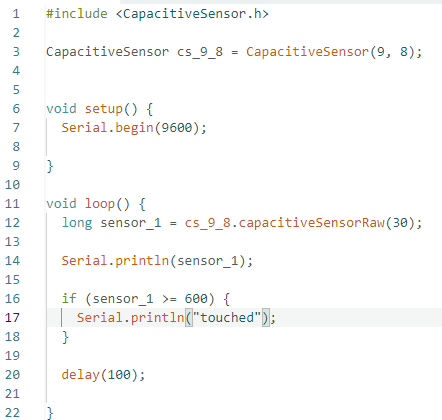 1 #include <CapacitiveSensor.h>
2
3 CapacitiveSensor cs_9_8 = CapacitiveSensor(9, 8);
4
5
6 void setup() {
7   Serial.begin(9600);
8
9 }
10
11 void loop() {
12   long sensor_1 = cs_9_8.capacitiveSensorRaw(30);
13
14   Serial.println(sensor_1);
15
16   if (sensor_1 >= 600) {
17     Serial.println("touched");
18   }
19
20   delay(100);
21
22 }